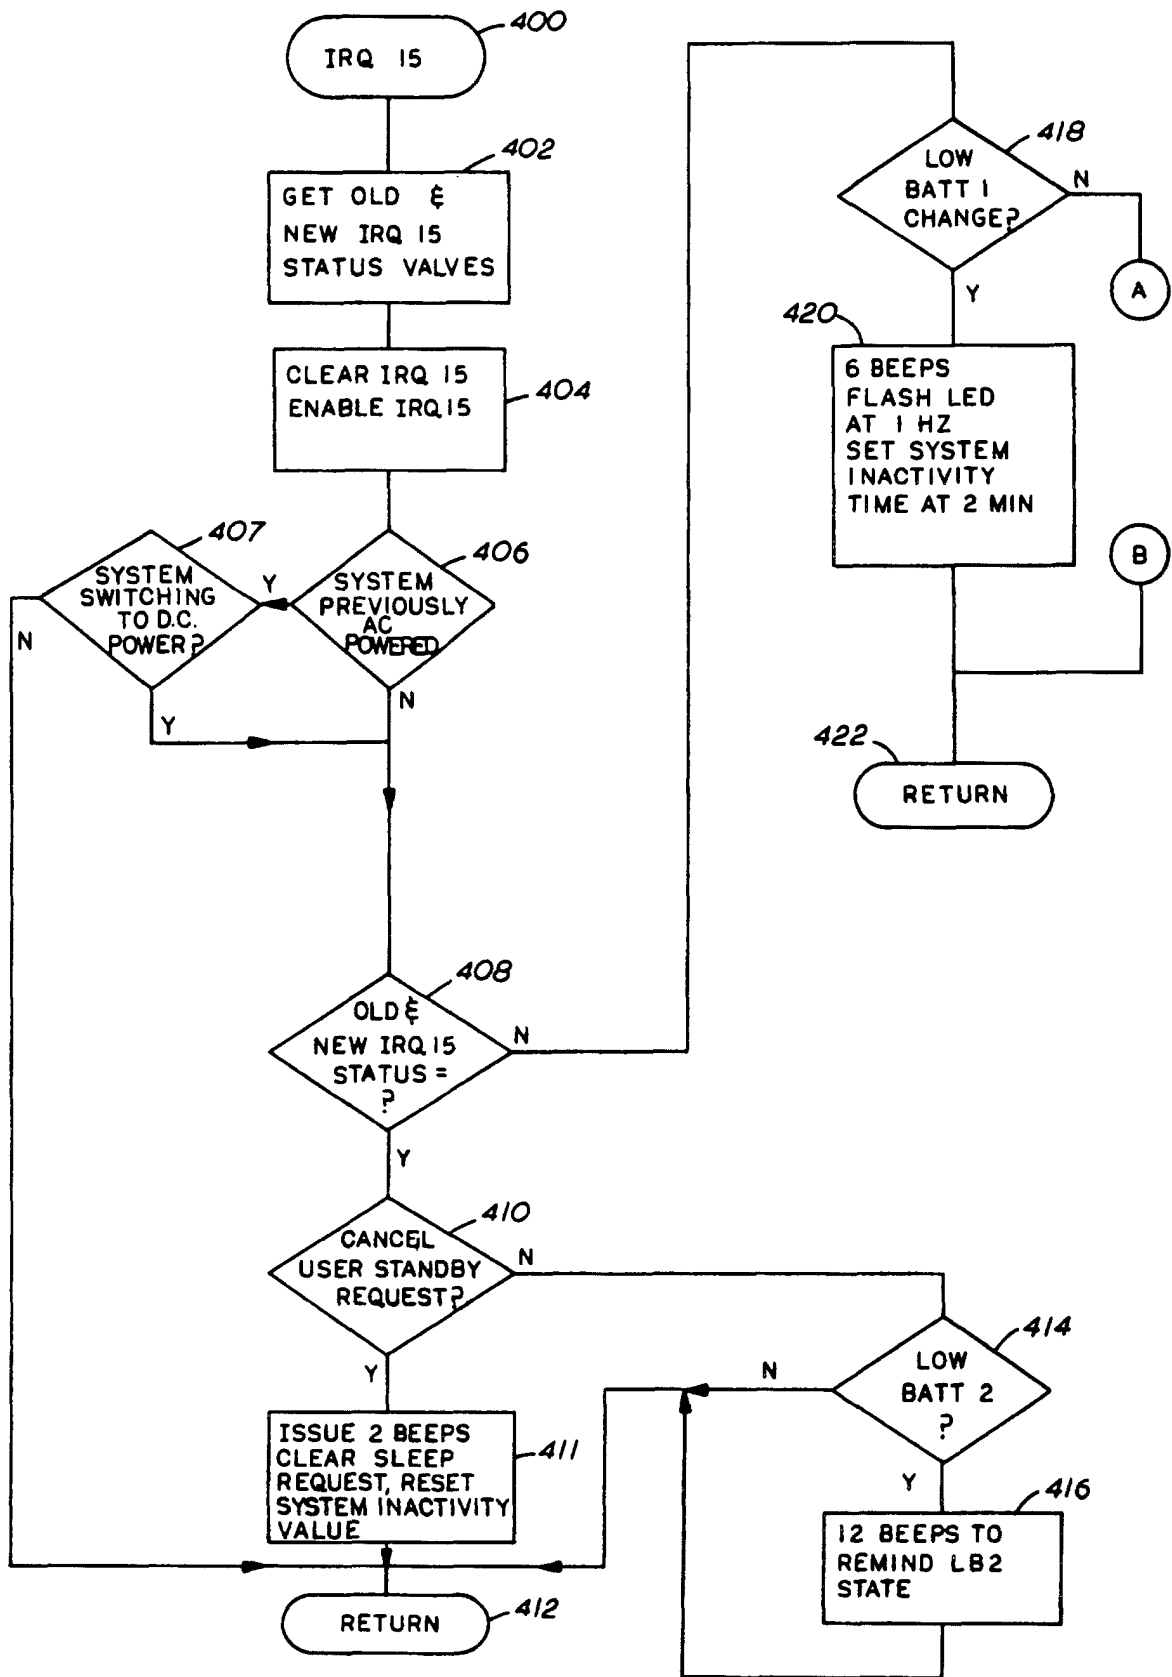 400
IRQ 15
402
GET OLD &
NEW IRQ 15
STATUS VALVES
CLEAR IRQ 15
ENABLE IRQ15
404
407
SYSTEM
SWITCHING
TO D.C.
POWER?
Y
N
Y
406
SYSTEM
PREVIOUSLY
AC
POWERED
N
408
OLD &
NEW IRQ 15
STATUS =
?
N
Y
410
CANCEL
USER STANDBY
REQUEST?
N
Y
ISSUE 2 BEEPS
CLEAR SLEEP
REQUEST, RESET
SYSTEM INACTIVITY
VALUE
411
RETURN
412
414
LOW
BATT 2
?
N
Y
416
12 BEEPS TO
REMIND LB2
STATE
418
LOW
BATT 1
CHANGE?
N
A
Y
420
6 BEEPS
FLASH LED
AT 1 HZ
SET SYSTEM
INACTIVITY
TIME AT 2 MIN
B
422
RETURN